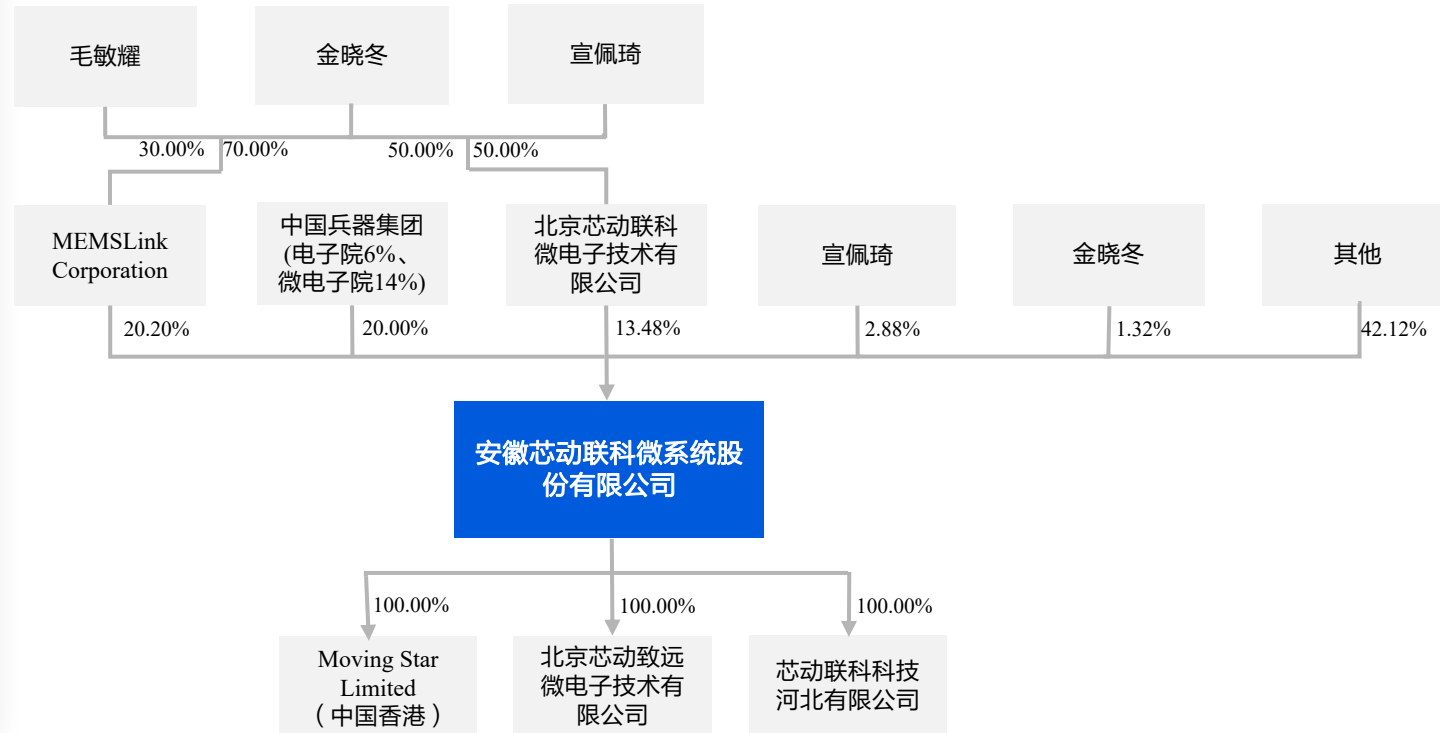 毛敏耀
金晓冬
宣佩琦
30.00%
70.00%
50.00%
50.00%
MEMSLink
Corporation
中国兵器集团
(电子院6%、
微电子院14%)
北京芯动联科
微电子技术有
限公司
宣佩琦
金晓冬
其他
20.20%
20.00%
13.48%
2.88%
1.32%
42.12%
安徽芯动联科微系统股
份有限公司
100.00%
100.00%
100.00%
Moving Star
Limited
（中国香港）
北京芯动致远
微电子技术有
限公司
芯动联科科技
河北有限公司